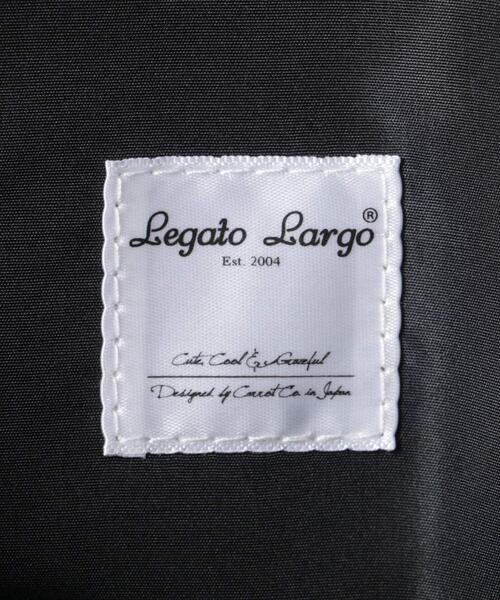 Legato Largo®
Est. 2004
Cute, Cool & Graceful
Designed by Carrot Co. in Japan